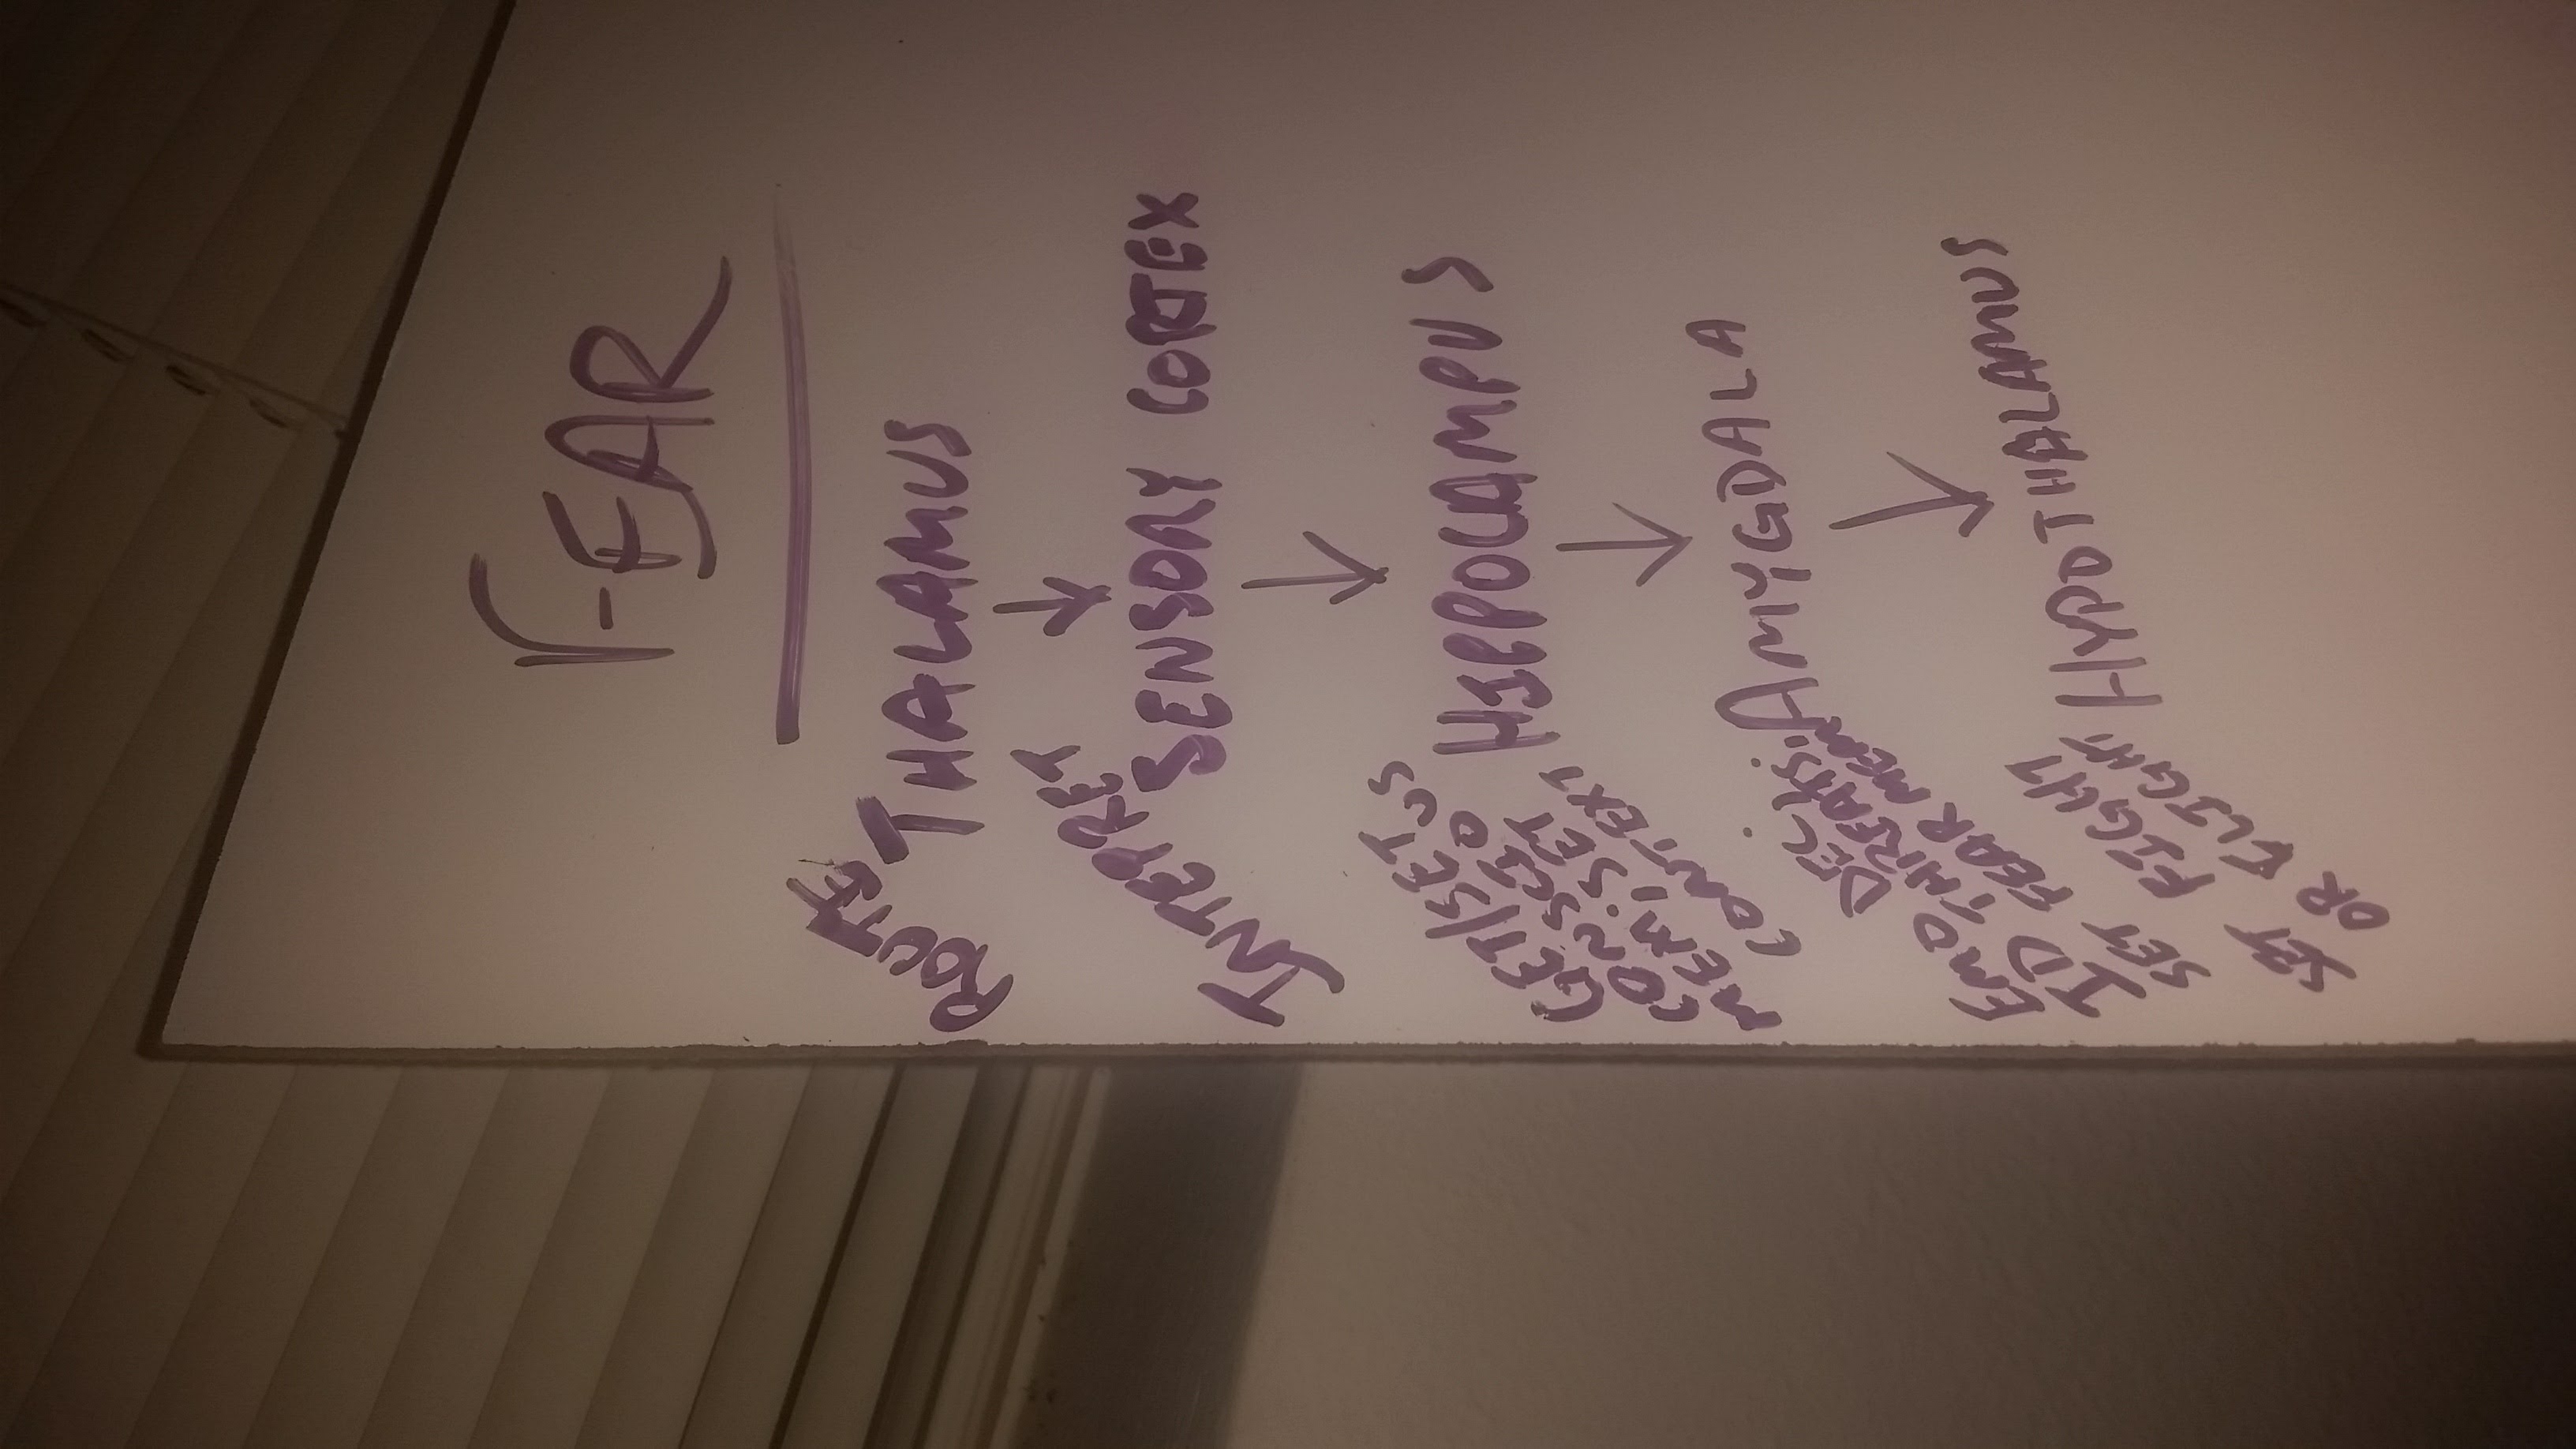 FEAR
ROUTE
THALAMUS
INTEPRET
SENSORY CORTEX
GET/SET
CONSCIOUS
MEM; SET
CONTEXT
HIPPOCAMPUS
EMO DEC;
ID THREATS;
SET FEAR MEM
AMYGDALA
SET FIGHT
OR FLIGHT
HYPOTHALAMUS